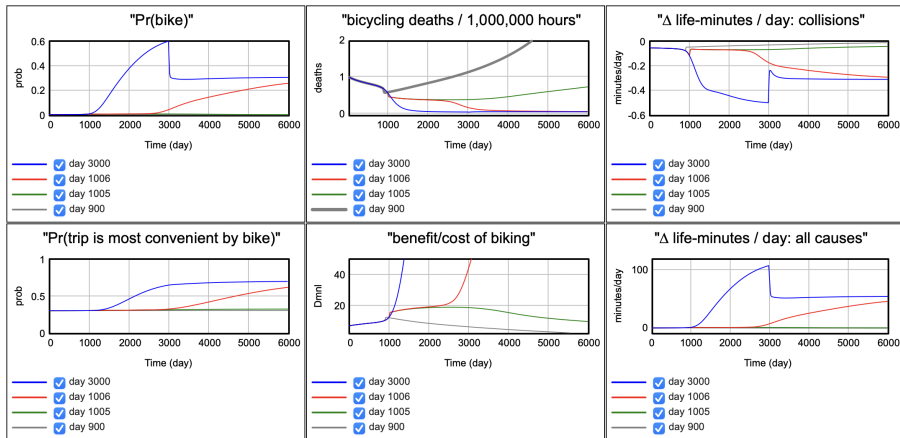 "Pr(bike)"
prob
0.6
0.4
0.2
0
0 1000 2000 3000 4000 5000 6000
Time (day)
day 3000
day 1006
day 1005
day 900
"bicycling deaths / 1,000,000 hours"
deaths
2
1
0
0 1000 2000 3000 4000 5000 6000
Time (day)
day 3000
day 1006
day 1005
day 900
"Δ life-minutes / day: collisions"
minutes/day
0
-0.2
-0.4
-0.6
0 1000 2000 3000 4000 5000 6000
Time (day)
day 3000
day 1006
day 1005
day 900
"Pr(trip is most convenient by bike)"
prob
1
0.5
0
0 1000 2000 3000 4000 5000 6000
Time (day)
day 3000
day 1006
day 1005
day 900
"benefit/cost of biking"
Dmnl
40
20
0 1000 2000 3000 4000 5000 6000
Time (day)
day 3000
day 1006
day 1005
day 900
"Δ life-minutes / day: all causes"
minutes/day
100
0
0 1000 2000 3000 4000 5000 6000
Time (day)
day 3000
day 1006
day 1005
day 900